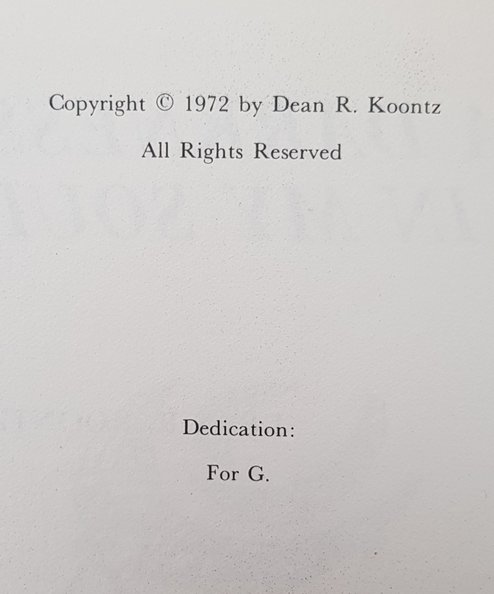 Copyright © 1972 by Dean R. Koontz
All Rights Reserved
Dedication:
For G.